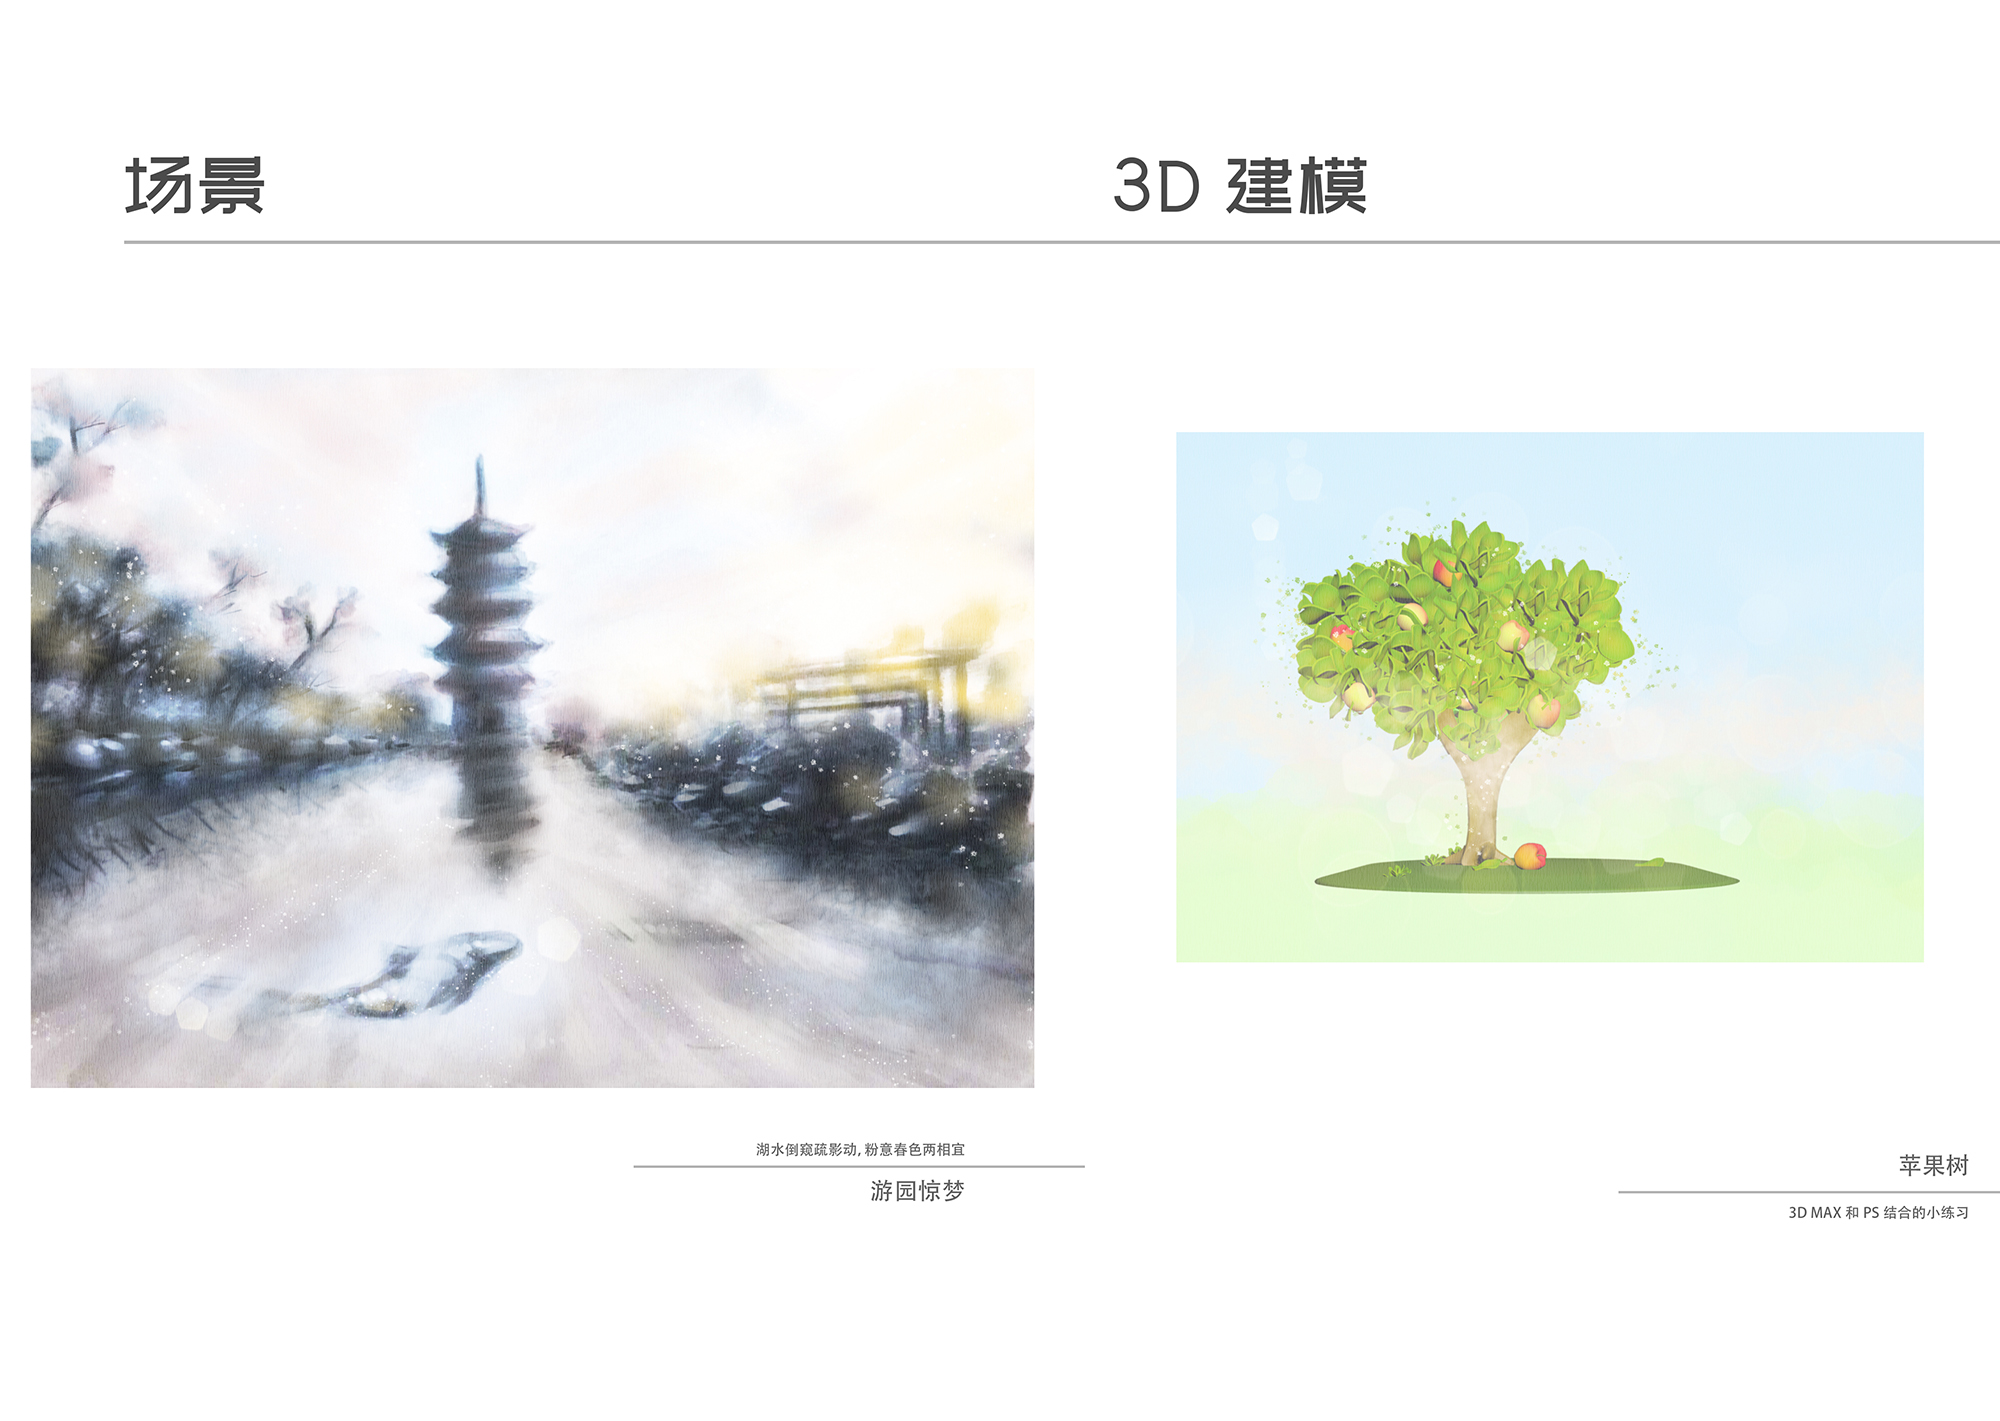 场景
3D 建模
湖水倒窥疏影动，粉意春色两相宜
游园惊梦
苹果树
3D MAX 和 PS 结合的小练习